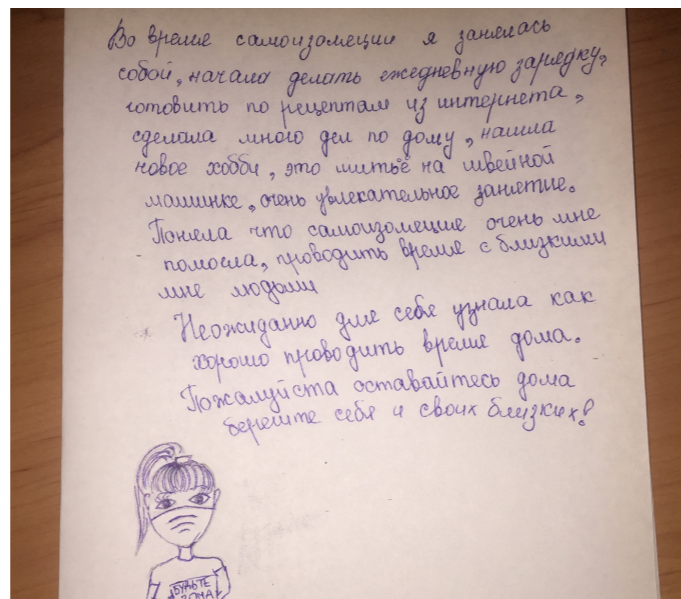 Во время самоизоляции я занялась
собой, начала делать ежедневную зарядку,
готовить по рецептам из интернета,
сделала много дел по дому, нашла
новое хобби, это шитьё на швейной
машинке, очень увлекательное занятие.
Поняла что самоизоляция очень мне
помогла, проводить время с близкими
мне людьми
Неожиданно для себя узнала как
хорошо проводить время дома.
Пожалуйста оставайтесь дома
берегите себя и своих близких!
БУДЬТЕ
ДОМА